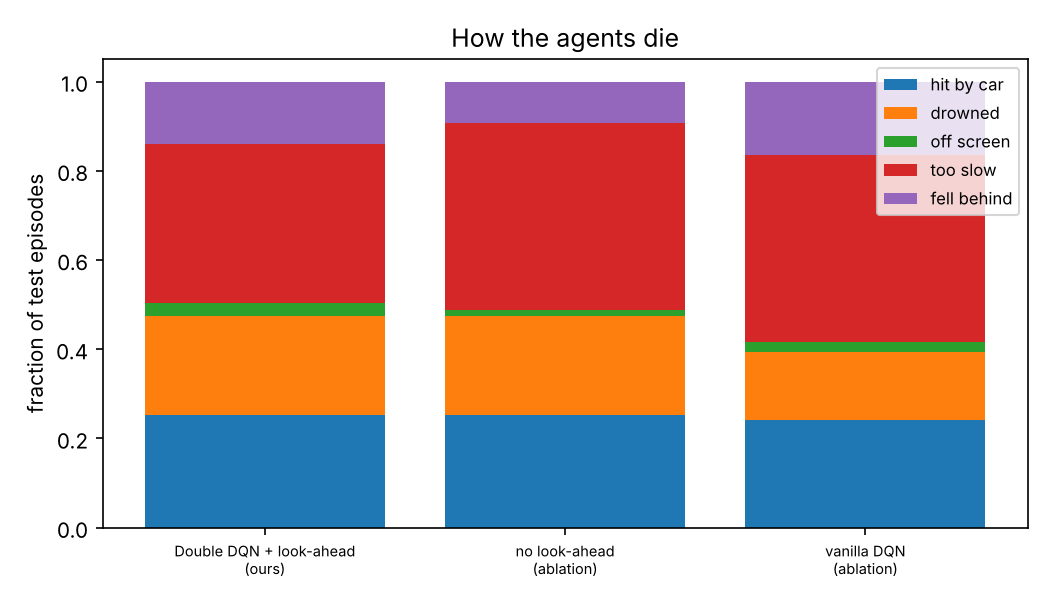 How the agents die
fraction of test episodes
1.0
0.8
0.6
0.4
0.2
0.0
hit by car
drowned
off screen
too slow
fell behind
Double DQN + look-ahead
(ours)
no look-ahead
(ablation)
vanilla DQN
(ablation)